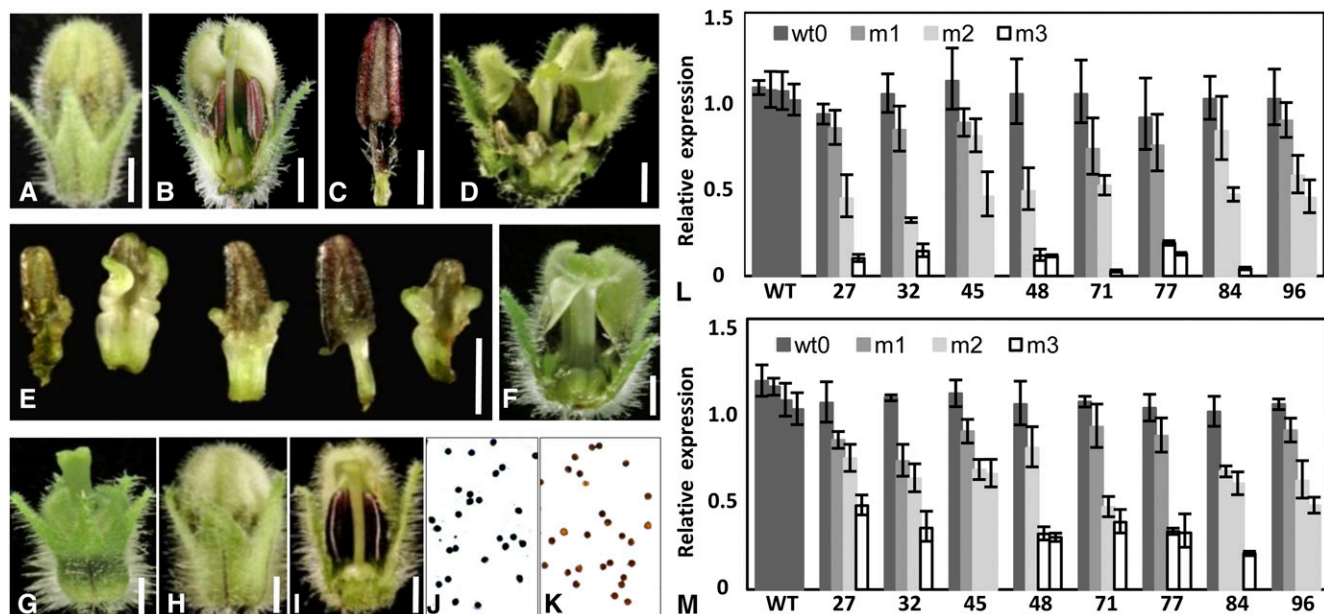 A
B
C
D
E
F
G
H
I
J
K
1.5
wt0 m1 m2 m3
1.0
Relative expression
0.5
0
L
WT 27 32 45 48 71 77 84 96
1.5
wt0 m1 m2 m3
1.0
Relative expression
0.5
0
M
WT 27 32 45 48 71 77 84 96